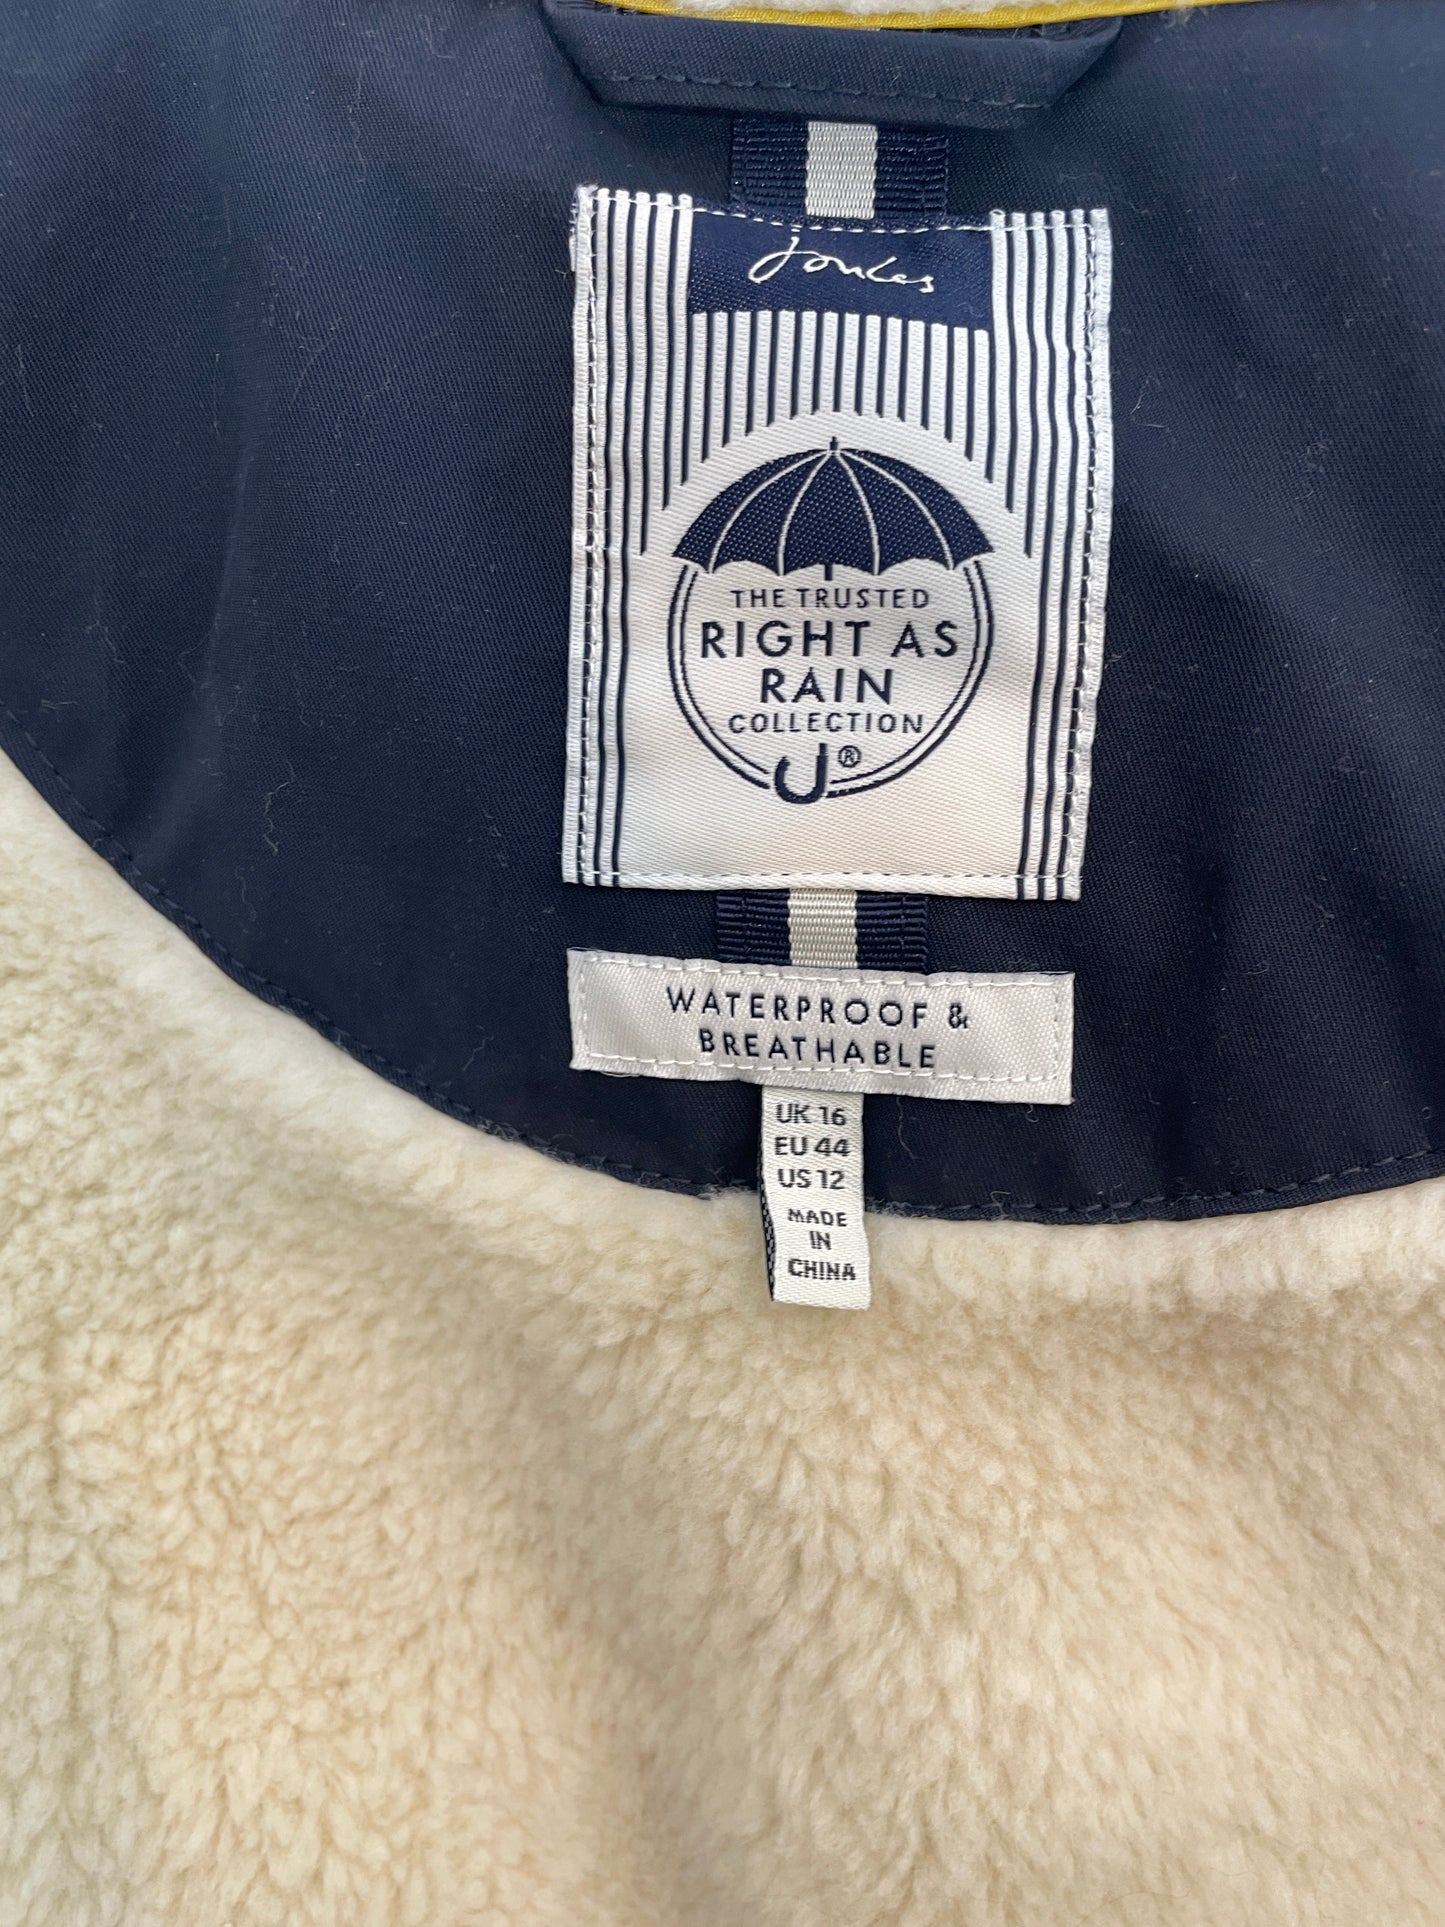 Joules
THE TRUSTED
RIGHT AS
RAIN
COLLECTION
®
WATERPROOF &
BREATHABLE
UK 16
EU 44
US 12
MADE
IN
CHINA